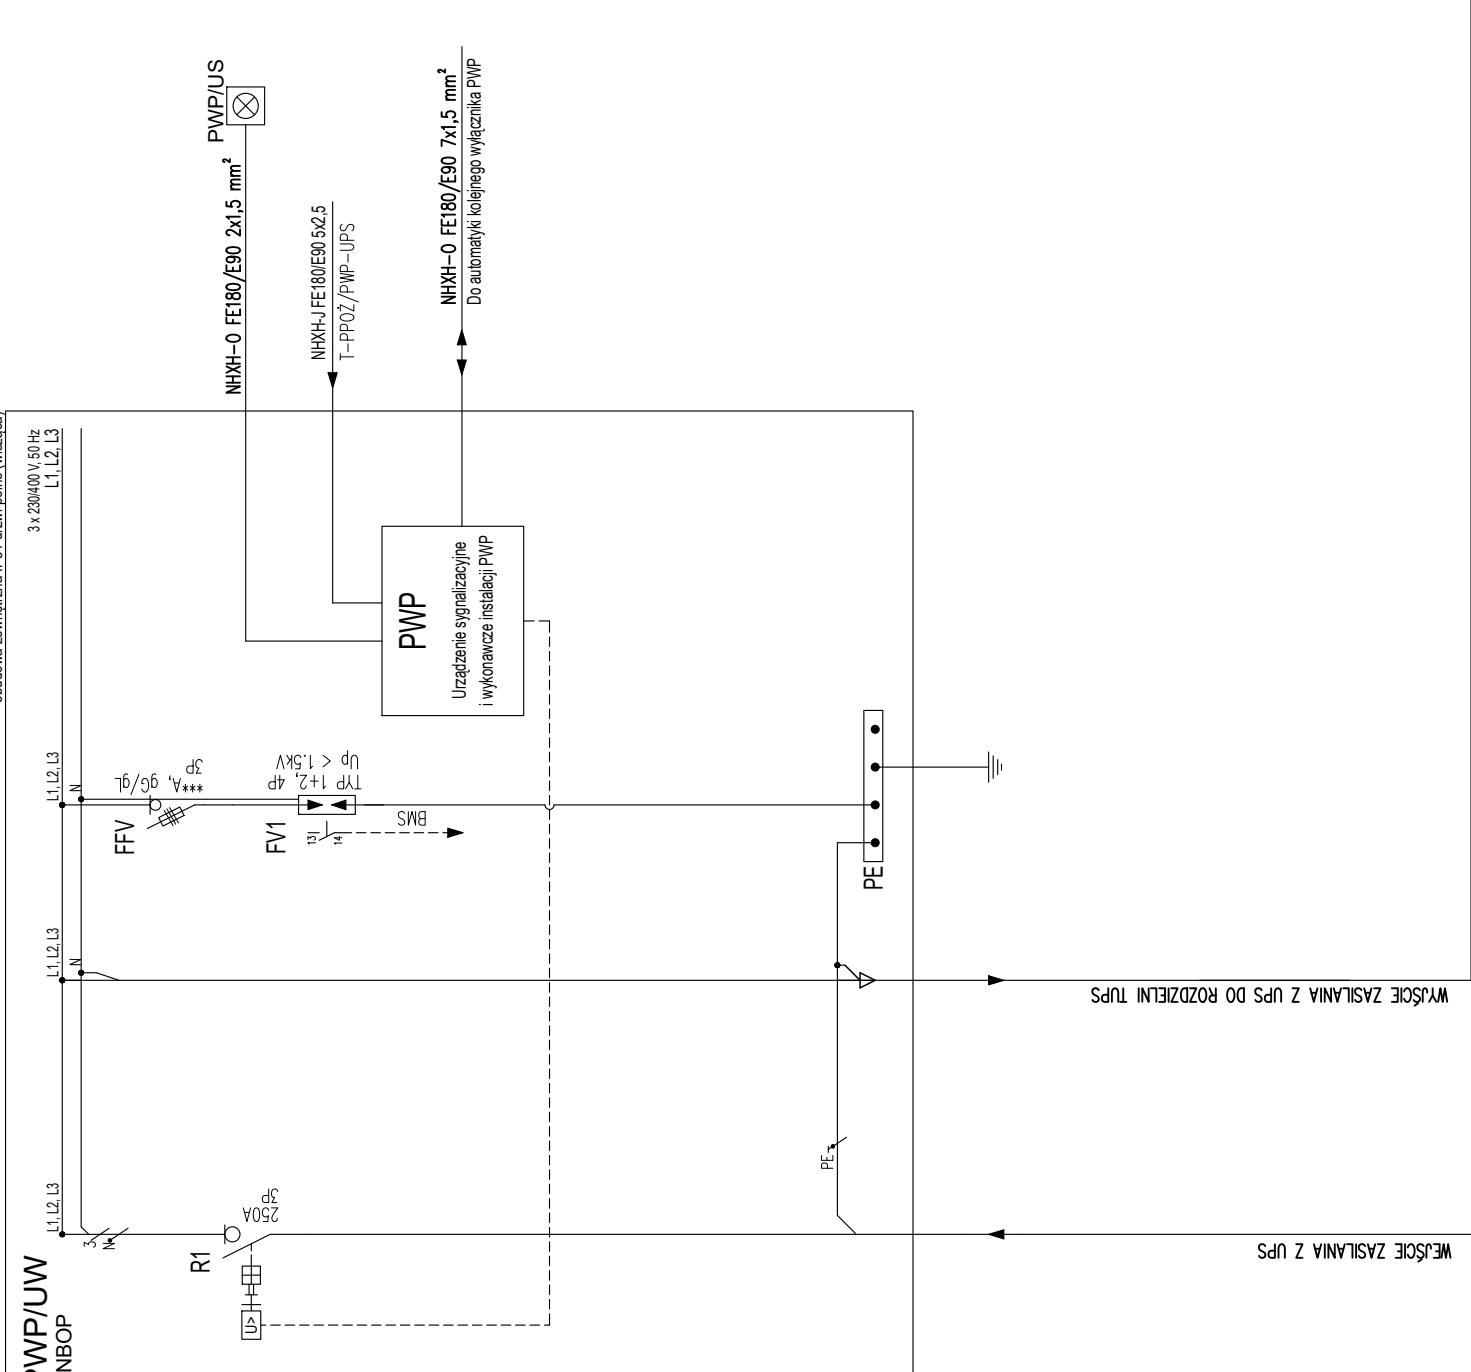 PWP/US
NHXH-O FE180/E90 2x1,5 mm²
NHXH-J FE180/E90 5x2,5
T-PPOŻ/PWP-UPS
NHXH-O FE180/E90 7x1,5 mm²
Do automatyki kolejnego wyłącznika PWP
3 x 230/400 V, 50 Hz
L1, L2, L3
PWP
Urządzenie sygnalizacyjne
i wykonawcze instalacji PWP
L1, L2, L3
N
FFV
***A, gG/gL
3P
FV1
TYP 1+2, 4P
Up < 1.5kV
13
14
BMS
PE
L1, L2, L3
N
WYJŚCIE ZASILANIA Z UPS DO ROZDZIELNI TUPS
PE
L1, L2, L3
3
N
R1
250A
3P
U>
WEJŚCIE ZASILANIA Z UPS
PWP/UW
NBOP